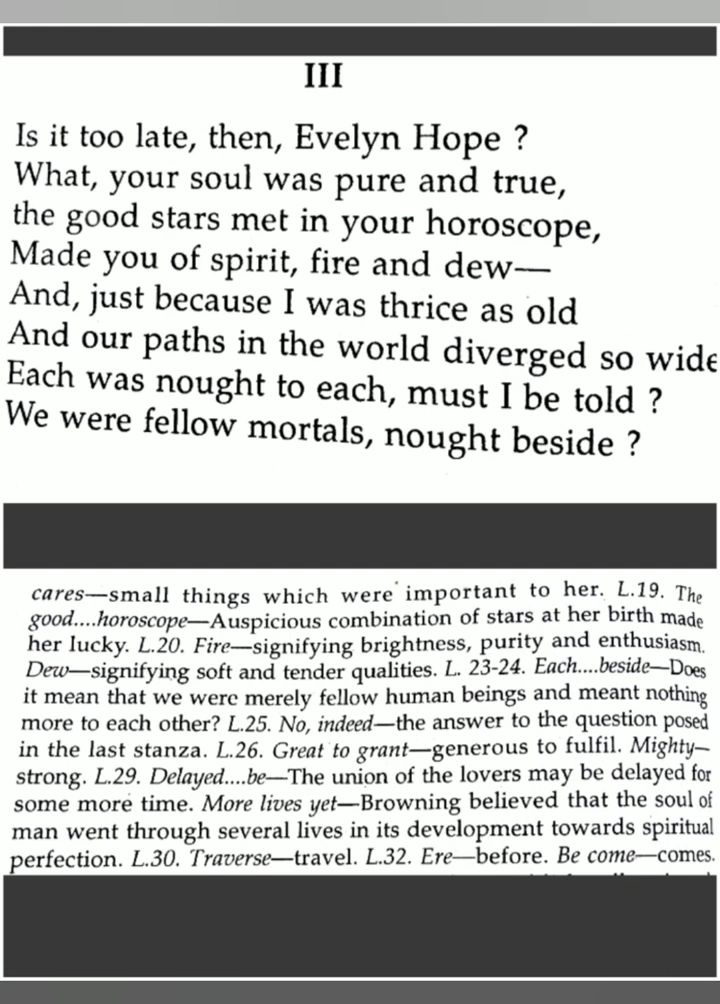 III
Is it too late, then, Evelyn Hope ?
What, your soul was pure and true,
the good stars met in your horoscope,
Made you of spirit, fire and dew—
And, just because I was thrice as old
And our paths in the world diverged so wide
Each was nought to each, must I be told ?
We were fellow mortals, nought beside ?
cares—small things which were important to her. L.19. The
good....horoscope—Auspicious combination of stars at her birth made
her lucky. L.20. Fire—signifying brightness, purity and enthusiasm.
Dew—signifying soft and tender qualities. L. 23-24. Each....beside—Does
it mean that we were merely fellow human beings and meant nothing
more to each other? L.25. No, indeed—the answer to the question posed
in the last stanza. L.26. Great to grant—generous to fulfil. Mighty—
strong. L.29. Delayed....be—The union of the lovers may be delayed for
some more time. More lives yet—Browning believed that the soul of
man went through several lives in its development towards spiritual
perfection. L.30. Traverse—travel. L.32. Ere—before. Be come—comes.